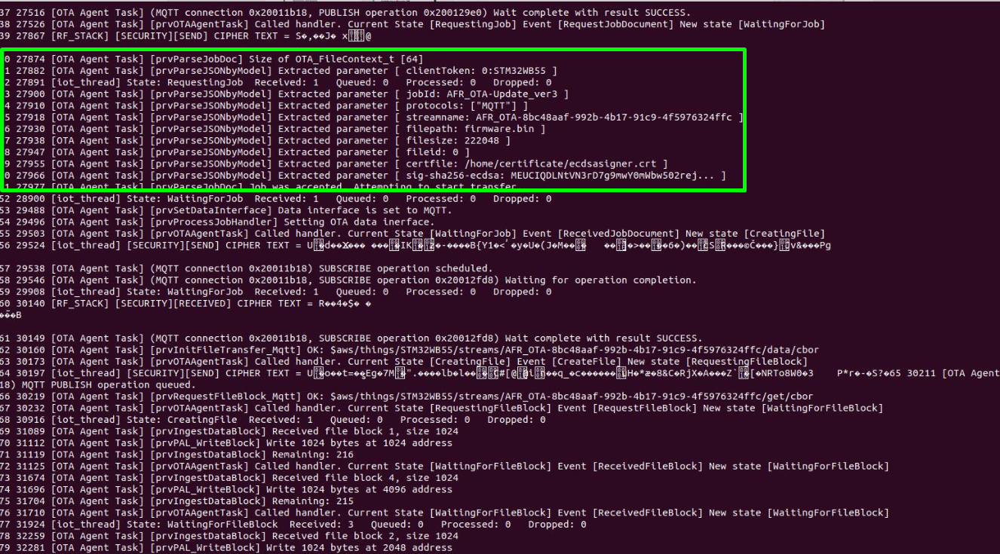 37 27516 [OTA Agent Task] (MQTT connection 0x20011b18, PUBLISH operation 0x200129e0) Wait complete with result SUCCESS.
38 27526 [OTA Agent Task] [prvOTAAgentTask] Called handler. Current State [RequestingJob] Event [RequestJobDocument] New state [WaitingForJob]
39 27867 [RF_STACK] [SECURITY][SEND] CIPHER TEXT = S�,��J� x @
0 27874 [OTA Agent Task] [prvParseJobDoc] Size of OTA_FileContext_t [64]
1 27882 [OTA Agent Task] [prvParseJSONbyModel] Extracted parameter [ clientToken: 0:STM32WB55 ]
2 27891 [iot_thread] State: RequestingJob  Received: 1   Queued: 0   Processed: 0   Dropped: 0
3 27900 [OTA Agent Task] [prvParseJSONbyModel] Extracted parameter [ jobId: AFR_OTA-Update_ver3 ]
4 27910 [OTA Agent Task] [prvParseJSONbyModel] Extracted parameter [ protocols: ["MQTT"] ]
5 27918 [OTA Agent Task] [prvParseJSONbyModel] Extracted parameter [ streamname: AFR_OTA-8bc48aaf-992b-4b17-91c9-4f5976324ffc ]
6 27930 [OTA Agent Task] [prvParseJSONbyModel] Extracted parameter [ filepath: firmware.bin ]
7 27938 [OTA Agent Task] [prvParseJSONbyModel] Extracted parameter [ filesize: 222048 ]
8 27947 [OTA Agent Task] [prvParseJSONbyModel] Extracted parameter [ fileid: 0 ]
9 27955 [OTA Agent Task] [prvParseJSONbyModel] Extracted parameter [ certfile: /home/certificate/ecdsasigner.crt ]
0 27966 [OTA Agent Task] [prvParseJSONbyModel] Extracted parameter [ sig-sha256-ecdsa: MEUCIQDLNtVN3rD7g9mwY0mWbw502rej... ]
1 27977 [OTA Agent Task] [prvParseJobDoc] Job was accepted. Attempting to start transfer.
52 28900 [iot_thread] State: WaitingForJob  Received: 1   Queued: 0   Processed: 0   Dropped: 0
53 29488 [OTA Agent Task] [prvSetDataInterface] Data interface is set to MQTT.
54 29496 [OTA Agent Task] [prvProcessJobHandler] Setting OTA data inerface.
55 29503 [OTA Agent Task] [prvOTAAgentTask] Called handler. Current State [WaitingForJob] Event [ReceivedJobDocument] New state [CreatingFile]
56 29524 [iot_thread] [SECURITY][SEND] CIPHER TEXT =
57 29538 [OTA Agent Task] (MQTT connection 0x20011b18) SUBSCRIBE operation scheduled.
58 29546 [OTA Agent Task] (MQTT connection 0x20011b18, SUBSCRIBE operation 0x20012fd8) Waiting for operation completion.
59 29908 [iot_thread] State: WaitingForJob  Received: 1   Queued: 0   Processed: 0   Dropped: 0
60 30140 [RF_STACK] [SECURITY][RECEIVED] CIPHER TEXT = R��4�$� �
61 30149 [OTA Agent Task] (MQTT connection 0x20011b18, SUBSCRIBE operation 0x20012fd8) Wait complete with result SUCCESS.
62 30160 [OTA Agent Task] [prvInitFileTransfer_Mqtt] OK: $aws/things/STM32WB55/streams/AFR_OTA-8bc48aaf-992b-4b17-91c9-4f5976324ffc/data/cbor
63 30173 [OTA Agent Task] [prvOTAAgentTask] Called handler. Current State [CreatingFile] Event [CreateFile] New state [RequestingFileBlock]
64 30197 [iot_thread] [SECURITY][SEND] CIPHER TEXT = 65 30211 [OTA Agent
18) MQTT PUBLISH operation queued.
66 30219 [OTA Agent Task] [prvRequestFileBlock_Mqtt] OK: $aws/things/STM32WB55/streams/AFR_OTA-8bc48aaf-992b-4b17-91c9-4f5976324ffc/get/cbor
67 30232 [OTA Agent Task] [prvOTAAgentTask] Called handler. Current State [RequestingFileBlock] Event [RequestFileBlock] New state [WaitingForFileBlock]
68 30916 [iot_thread] State: CreatingFile  Received: 1   Queued: 0   Processed: 0   Dropped: 0
69 31089 [OTA Agent Task] [prvIngestDataBlock] Received file block 1, size 1024
70 31112 [OTA Agent Task] [prvPAL_WriteBlock] Write 1024 bytes at 1024 address
71 31119 [OTA Agent Task] [prvIngestDataBlock] Remaining: 216
72 31125 [OTA Agent Task] [prvOTAAgentTask] Called handler. Current State [WaitingForFileBlock] Event [ReceivedFileBlock] New state [WaitingForFileBlock]
73 31674 [OTA Agent Task] [prvIngestDataBlock] Received file block 4, size 1024
74 31696 [OTA Agent Task] [prvPAL_WriteBlock] Write 1024 bytes at 4096 address
75 31704 [OTA Agent Task] [prvIngestDataBlock] Remaining: 215
76 31710 [OTA Agent Task] [prvOTAAgentTask] Called handler. Current State [WaitingForFileBlock] Event [ReceivedFileBlock] New state [WaitingForFileBlock]
77 31924 [iot_thread] State: WaitingForFileBlock  Received: 3   Queued: 0   Processed: 0   Dropped: 0
78 32259 [OTA Agent Task] [prvIngestDataBlock] Received file block 2, size 1024
79 32281 [OTA Agent Task] [prvPAL_WriteBlock] Write 1024 bytes at 2048 address